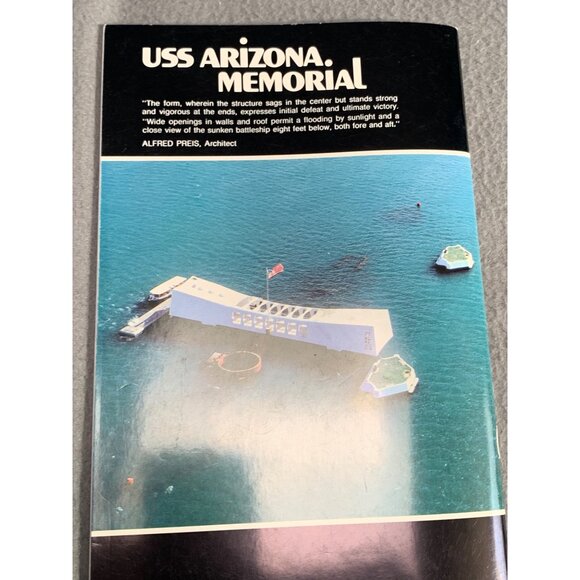 USS ARIZONA.
MEMORIAL
"The form, wherein the structure sags in the center but stands strong
and vigorous at the ends, expresses initial defeat and ultimate victory.
"Wide openings in walls and roof permit a flooding by sunlight and a
close view of the sunken battleship eight feet below, both fore and aft."
ALFRED PREIS, Architect